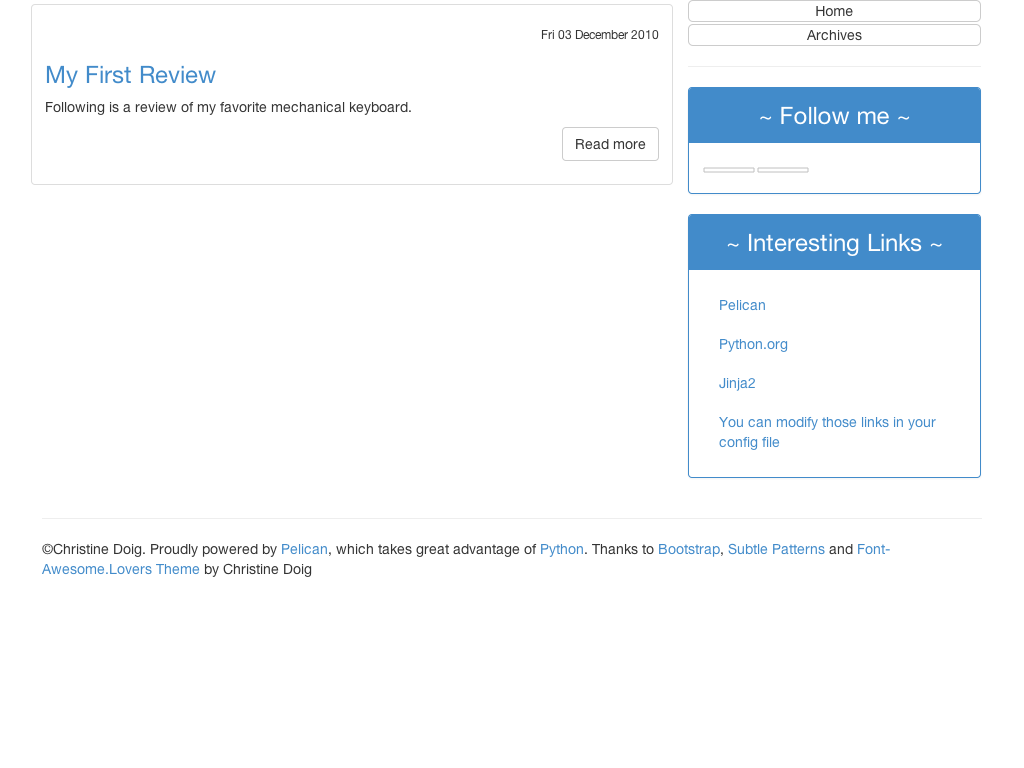 Fri 03 December 2010
My First Review
Following is a review of my favorite mechanical keyboard.
Read more
Home
Archives
~ Follow me ~
~ Interesting Links ~
Pelican
Python.org
Jinja2
You can modify those links in your
config file
©Christine Doig. Proudly powered by Pelican, which takes great advantage of Python. Thanks to Bootstrap, Subtle Patterns and Font-
Awesome.Lovers Theme by Christine Doig